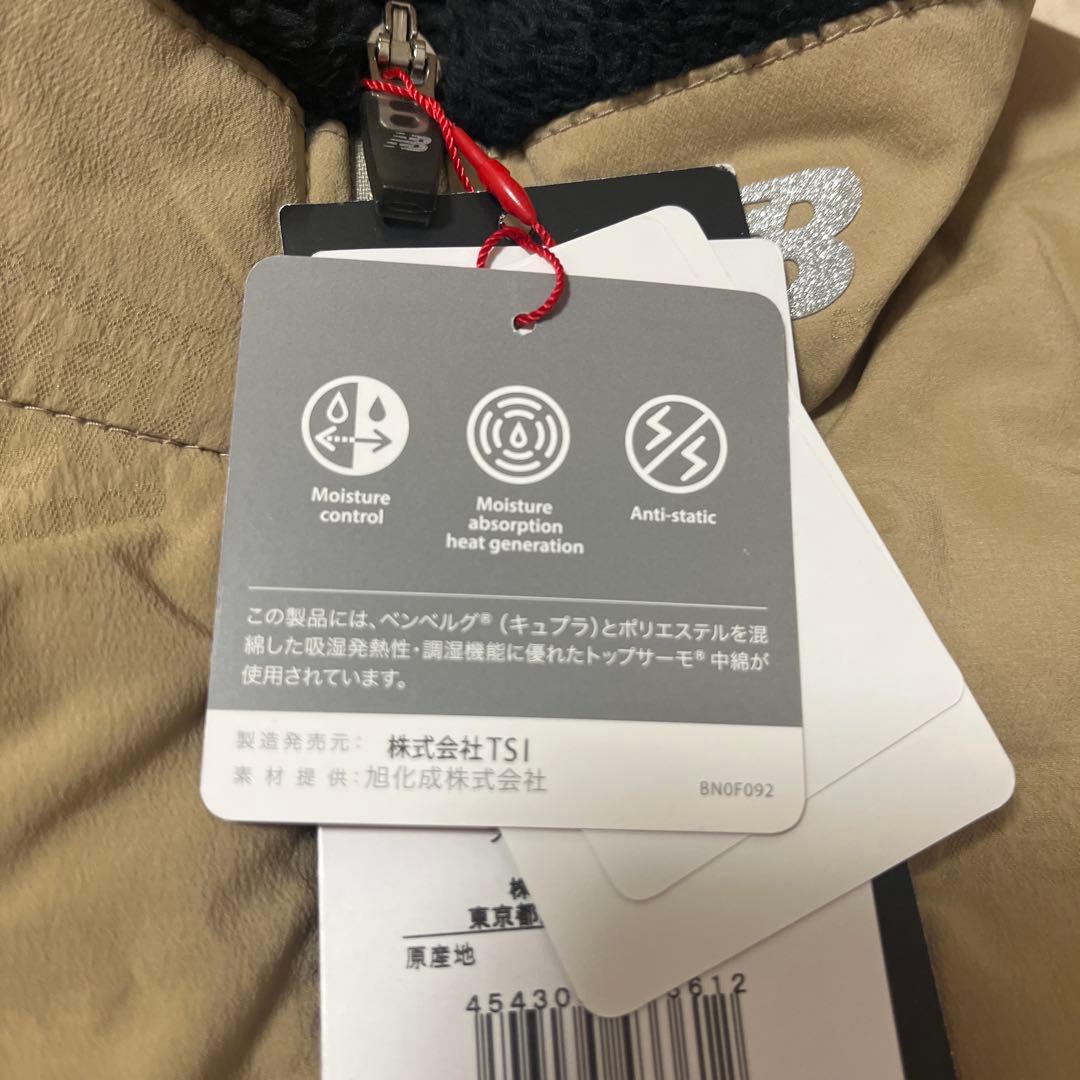 Moisture
control
Moisture
absorption
heat generation
Anti-static
この製品には、ベンベルグ®（キュプラ）とポリエステルを混
綿した吸湿発熱性・調湿機能に優れたトップサーモ®中綿が
使用されています。
製造発売元： 株式会社TSI
素材提供：旭化成株式会社
BN0F092
株
東京都
原産地
45430 3612